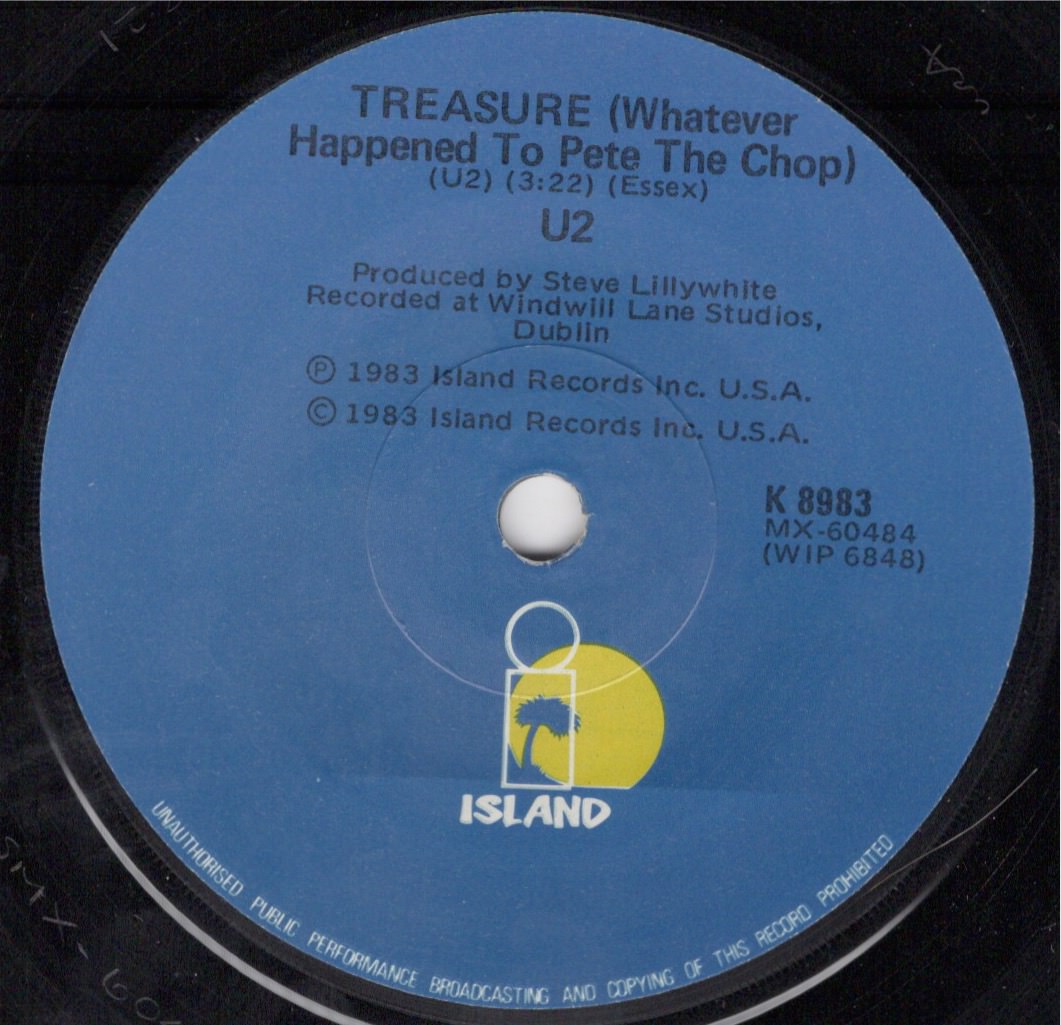 TREASURE (Whatever
Happened To Pete The Chop)
(U2) (3:22) (Essex)
U2
Produced by Steve Lillywhite
Recorded at Windwill Lane Studios,
Dublin
Ⓟ 1983 Island Records Inc. U.S.A.
© 1983 Island Records Inc. U.S.A.
K 8983
MX-60484
(WIP 6848)
ISLAND
UNAUTHORISED PUBLIC PERFORMANCE BROADCASTING AND COPYING OF THIS RECORD PROHIBITED